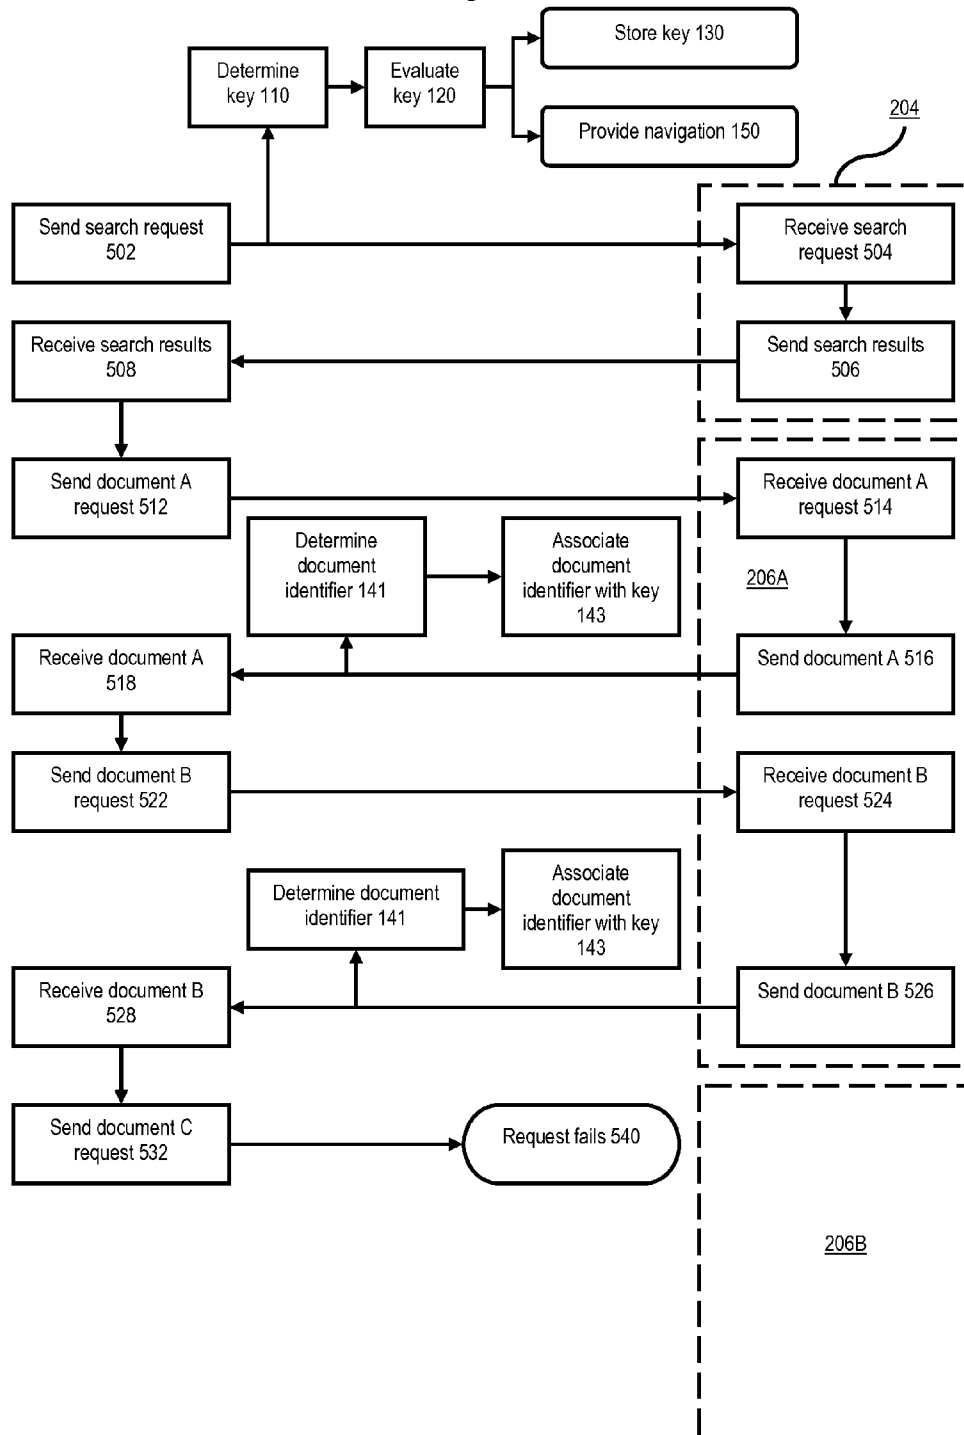 Store key 130
Determine
key 110
Evaluate
key 120
Provide navigation 150
204
Send search request
502
Receive search
request 504
Receive search results
508
Send search results
506
Send document A
request 512
Receive document A
request 514
Determine
document
identifier 141
Associate
document
identifier with key
143
206A
Receive document A
518
Send document A 516
Send document B
request 522
Receive document B
request 524
Determine document
identifier 141
Associate
document
identifier with key
143
Receive document B
528
Send document B 526
Send document C
request 532
Request fails 540
206B